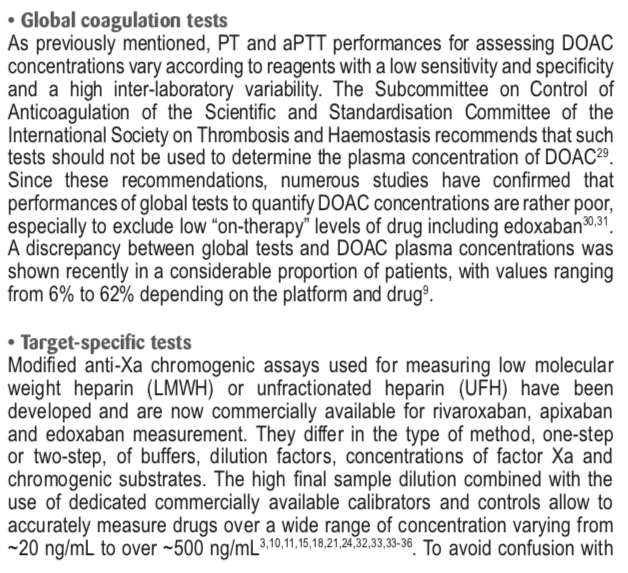 • Global coagulation tests
As previously mentioned, PT and aPTT performances for assessing DOAC
concentrations vary according to reagents with a low sensitivity and specificity
and a high inter-laboratory variability. The Subcommittee on Control of
Anticoagulation of the Scientific and Standardisation Committee of the
International Society on Thrombosis and Haemostasis recommends that such
tests should not be used to determine the plasma concentration of DOAC29.
Since these recommendations, numerous studies have confirmed that
performances of global tests to quantify DOAC concentrations are rather poor,
especially to exclude low “on-therapy” levels of drug including edoxaban30,31.
A discrepancy between global tests and DOAC plasma concentrations was
shown recently in a considerable proportion of patients, with values ranging
from 6% to 62% depending on the platform and drug9.
• Target-specific tests
Modified anti-Xa chromogenic assays used for measuring low molecular
weight heparin (LMWH) or unfractionated heparin (UFH) have been
developed and are now commercially available for rivaroxaban, apixaban
and edoxaban measurement. They differ in the type of method, one-step
or two-step, of buffers, dilution factors, concentrations of factor Xa and
chromogenic substrates. The high final sample dilution combined with the
use of dedicated commercially available calibrators and controls allow to
accurately measure drugs over a wide range of concentration varying from
~20 ng/mL to over ~500 ng/mL3,10,11,15,18,21,24,32,33,33-36. To avoid confusion with